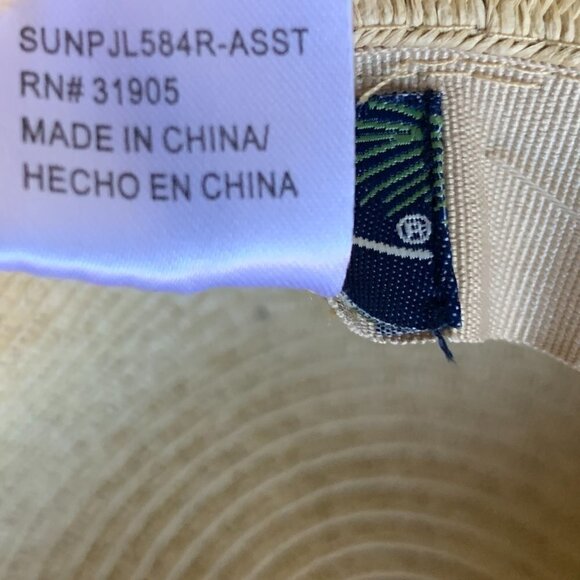 SUNPJL584R-ASST
RN# 31905
MADE IN CHINA/
HECHO EN CHINA
®